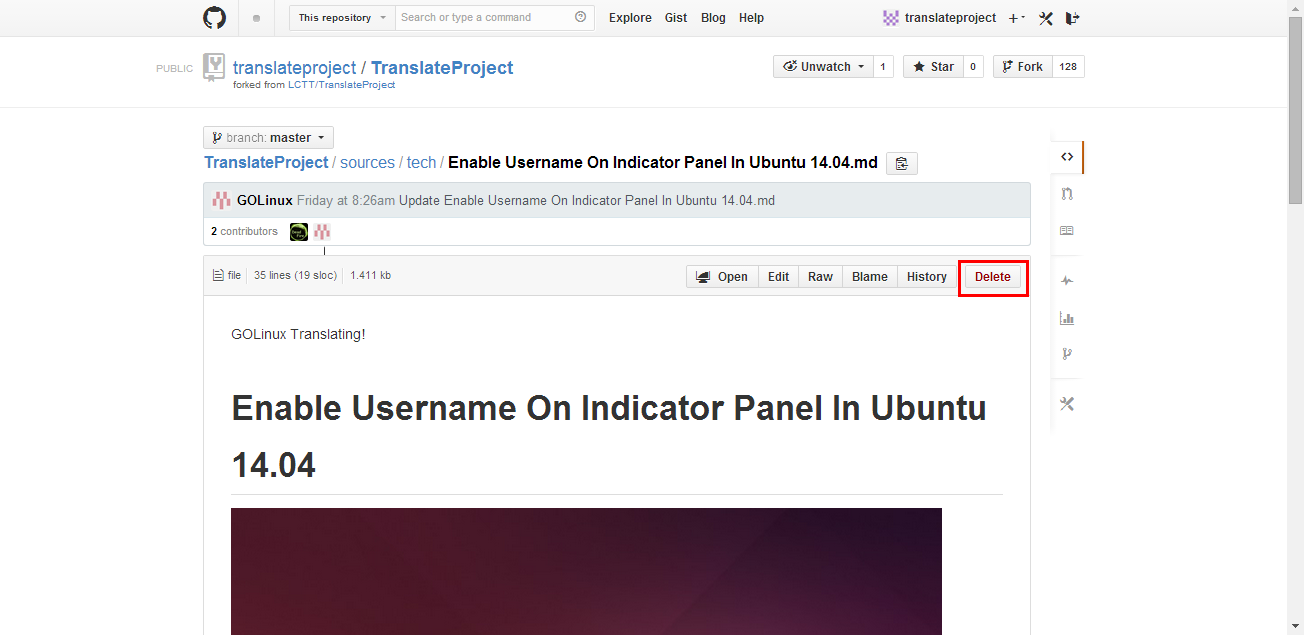 This repository Search or type a command Explore Gist Blog Help translateproject
PUBLIC translateproject / TranslateProject Unwatch 1 Star 0 Fork 128
forked from LCTT/TranslateProject
branch: master
TranslateProject / sources / tech / Enable Username On Indicator Panel In Ubuntu 14.04.md
GOLinux Friday at 8:26am Update Enable Username On Indicator Panel In Ubuntu 14.04.md
2 contributors
file 35 lines (19 sloc) 1.411 kb Open Edit Raw Blame History Delete
GOLinux Translating!
Enable Username On Indicator Panel In Ubuntu
14.04